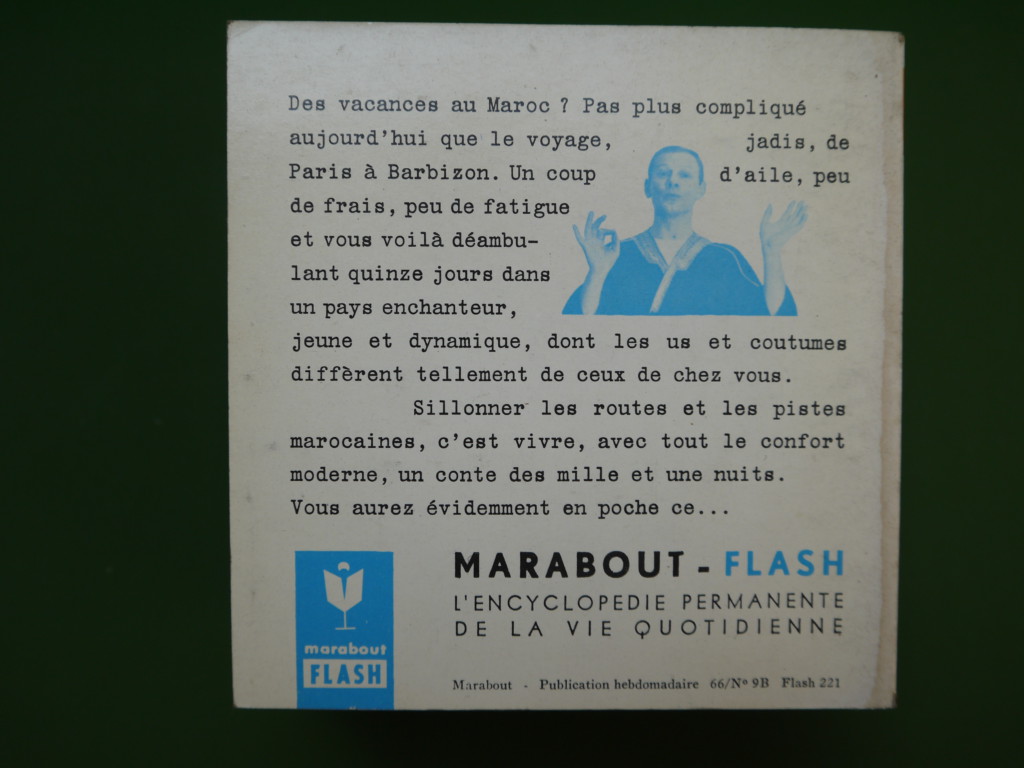 Des vacances au Maroc ? Pas plus compliqué
aujourd'hui que le voyage, jadis, de
Paris à Barbizon. Un coup d'aile, peu
de frais, peu de fatigue
et vous voilà déambu-
lant quinze jours dans
un pays enchanteur,
jeune et dynamique, dont les us et coutumes
diffèrent tellement de ceux de chez vous.
Sillonner les routes et les pistes
marocaines, c'est vivre, avec tout le confort
moderne, un conte des mille et une nuits.
Vous aurez évidemment en poche ce...
MARABOUT - FLASH
L'ENCYCLOPEDIE PERMANENTE
DE LA VIE QUOTIDIENNE
marabout
FLASH
Marabout - Publication hebdomadaire 66/Nº 9B Flash 221